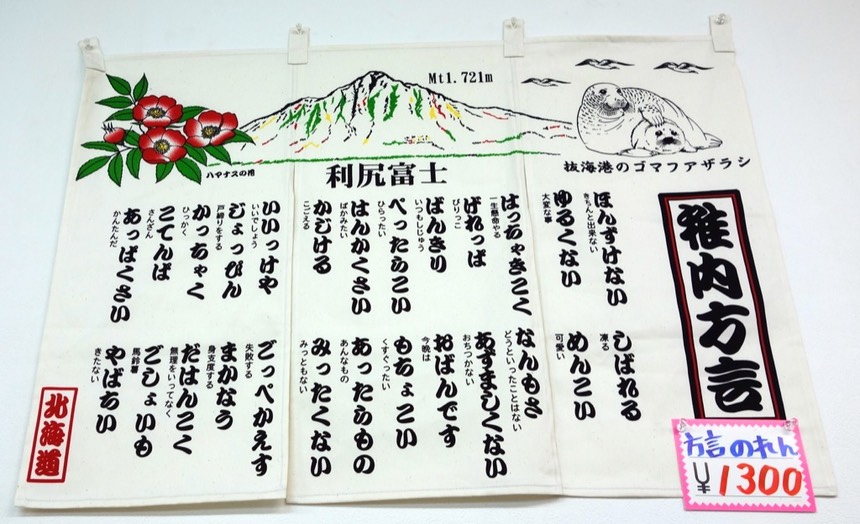 Mt1.721m
ハマナスの花
利尻富士
抜海港のゴマファザラシ
稚内方言
ほんずけない
きちんと出来ない
ゆるくない
大変な事
はっちゃきこく
一生懸命やる
げれっぱ
びりっこ
ばんきり
いつもしじゅう
ぺったらこい
ひらったい
はんかくさい
ばかみたい
かじける
こごえる
いいっけや
いいでしょう
じょっぴん
戸締りをする
かっちゃく
ひっかく
こてんぱ
さんざん
あっぱくさい
かんたんだ
しばれる
凍る
めんこい
可愛い
なんもさ
どうといったことはない
あずましくない
おちつかない
おばんです
今晩は
もちょこい
くすぐったい
あったらもの
あんなもの
みったくない
みっともない
ごっぺかえす
失敗する
まかなう
身支度する
だはんこく
無理をいってなく
ごしょいも
馬鈴薯
やばちい
きたない
北海道
方言のれん
¥1300